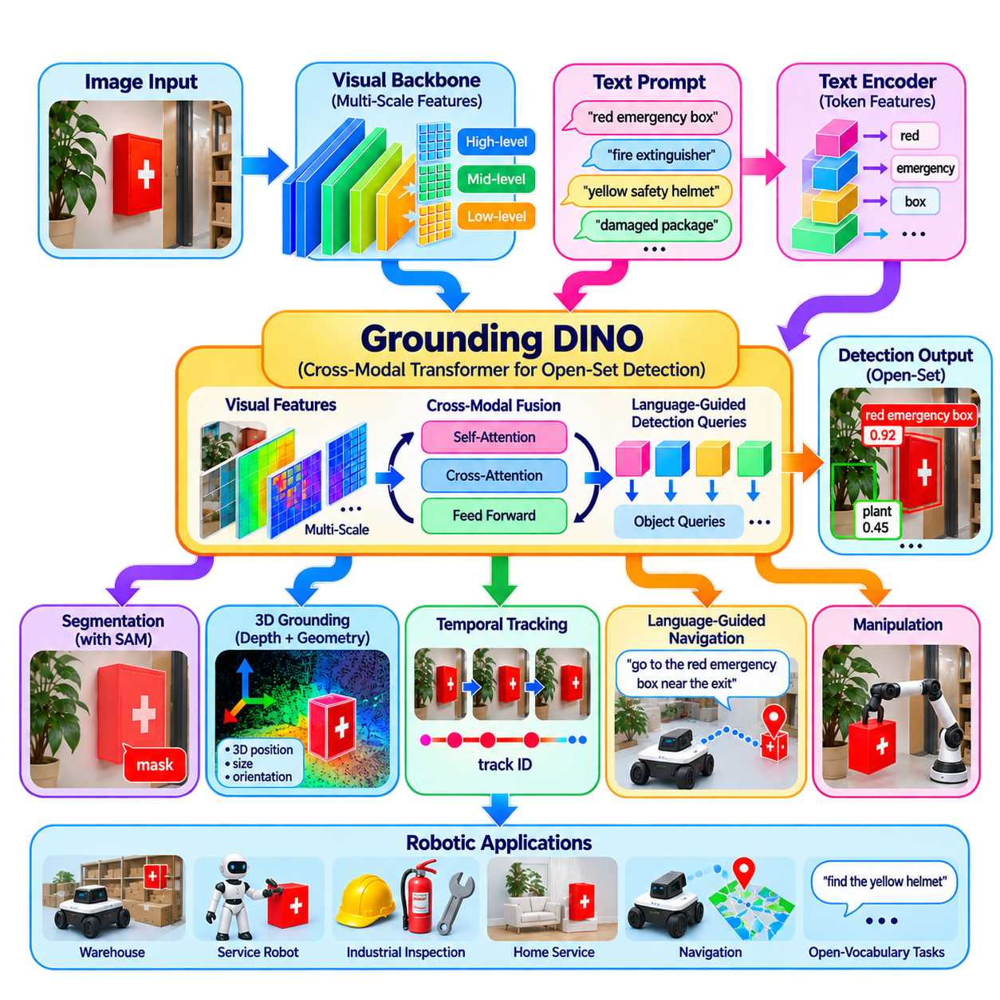 Image Input
Visual Backbone
(Multi-Scale Features)
High-level
Mid-level
Low-level
Text Prompt
"red emergency box"
"fire extinguisher"
"yellow safety helmet"
"damaged package"
...
Text Encoder
(Token Features)
red
emergency
box
...
Grounding DINO
(Cross-Modal Transformer for Open-Set Detection)
Visual Features
...
Multi-Scale
Cross-Modal Fusion
Self-Attention
Cross-Attention
Feed Forward
Language-Guided
Detection Queries
Object Queries
...
Detection Output
(Open-Set)
red emergency box
0.92
plant
0.45
...
Segmentation
(with SAM)
mask
3D Grounding
(Depth + Geometry)
• 3D position
• size
• orientation
Temporal Tracking
track ID
Language-Guided
Navigation
"go to the red emergency
box near the exit"
Manipulation
Robotic Applications
Warehouse
Service Robot
Industrial Inspection
Home Service
Navigation
"find the yellow helmet"
...
Open-Vocabulary Tasks